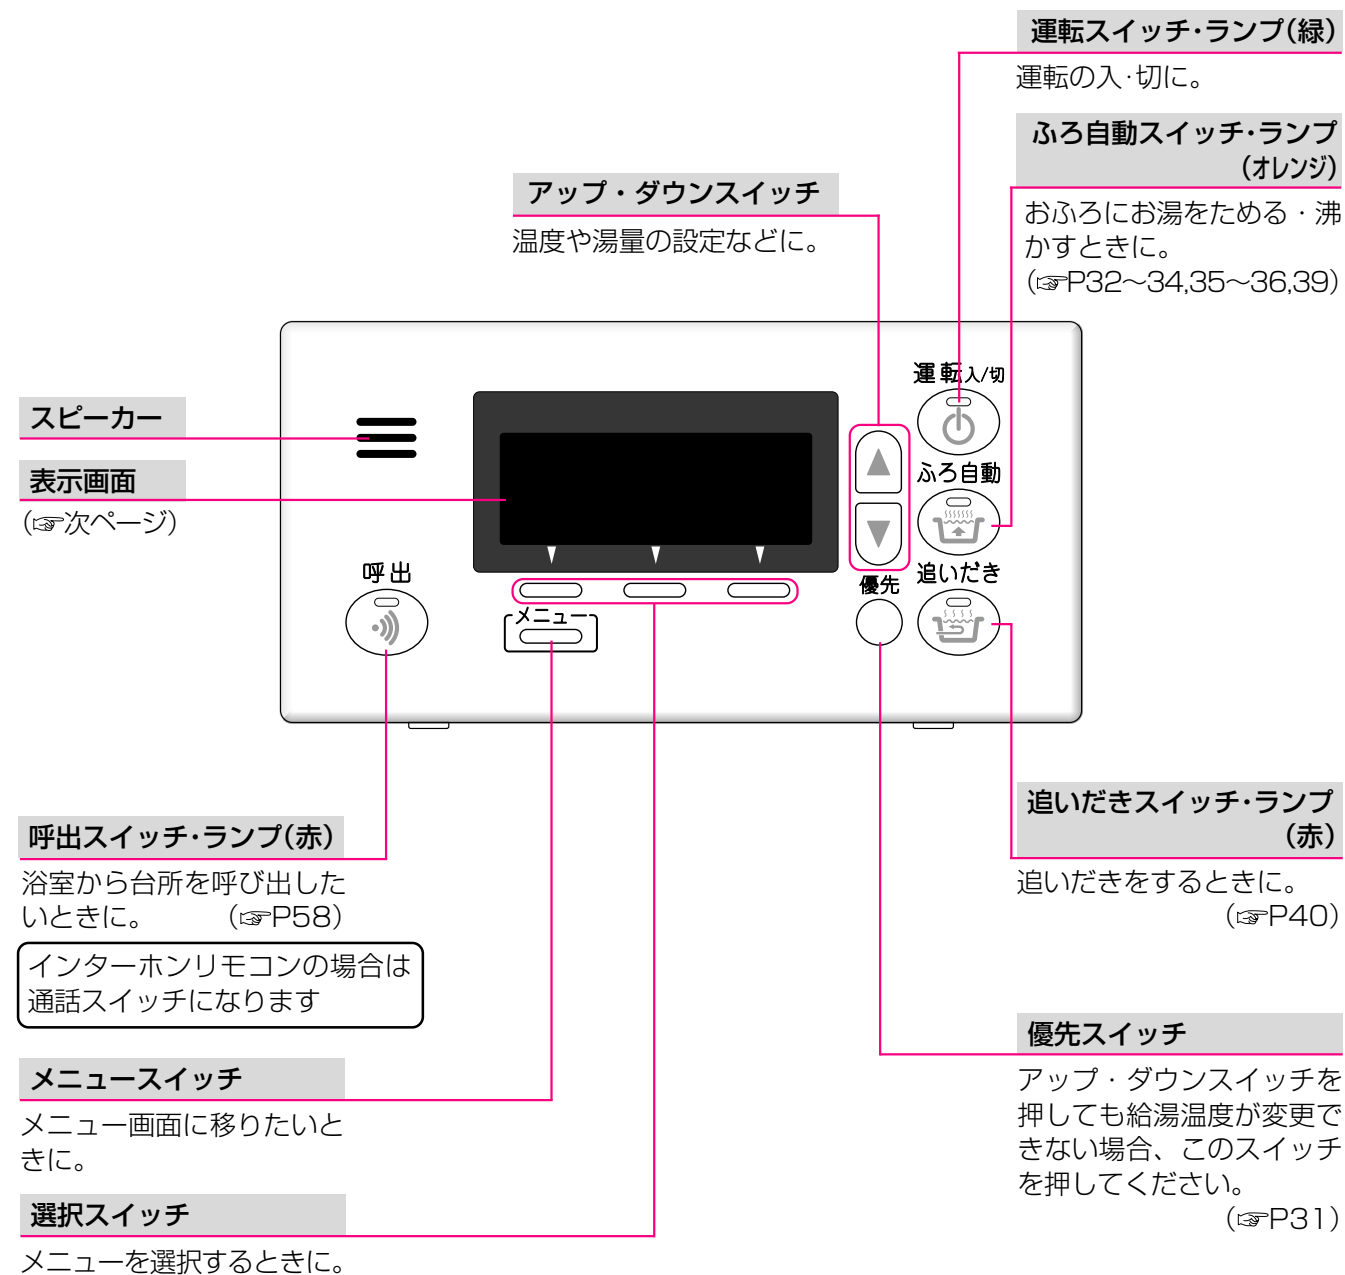 運転スイッチ・ランプ(緑)
運転の入・切に。
ふろ自動スイッチ・ランプ
(オレンジ)
おふろにお湯をためる・沸
かすときに。
(☞P32〜34,35〜36,39)
アップ・ダウンスイッチ
温度や湯量の設定などに。
スピーカー
表示画面
(☞次ページ)
運転入/切
ふろ自動
追いだき
優先
呼出
メニュー
呼出スイッチ・ランプ(赤)
浴室から台所を呼び出した
いときに。 (☞P58)
インターホンリモコンの場合は
通話スイッチになります
メニュースイッチ
メニュー画面に移りたいと
きに。
選択スイッチ
メニューを選択するときに。
追いだきスイッチ・ランプ
(赤)
追いだきをするときに。
(☞P40)
優先スイッチ
アップ・ダウンスイッチを
押しても給湯温度が変更で
きない場合、このスイッチ
を押してください。
(☞P31)